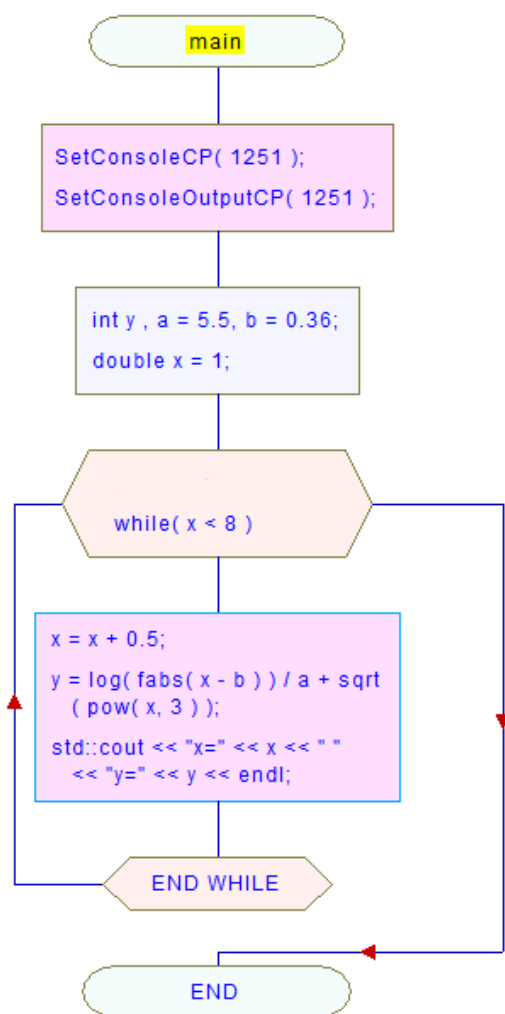 main
SetConsoleCP( 1251 );
SetConsoleOutputCP( 1251 );
int y , a = 5.5, b = 0.36;
double x = 1;
while( x < 8 )
x = x + 0.5;
y = log( fabs( x - b ) ) / a + sqrt
( pow( x, 3 ) );
std::cout << "x=" << x << " "
<< "y=" << y << endl;
END WHILE
END